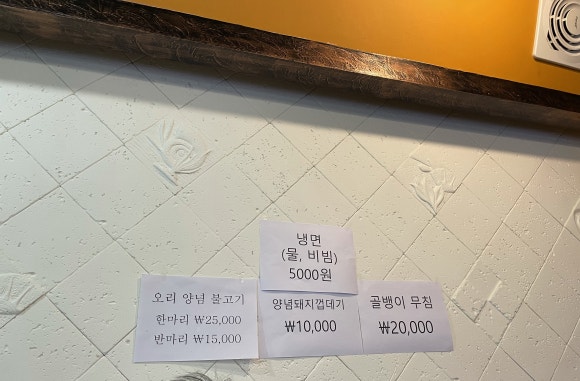 냉면
(물, 비빔)
5000원
오리 양념 불고기
한마리 ₩25,000
반마리 ₩15,000
양념돼지껍데기
₩10,000
골뱅이 무침
₩20,000